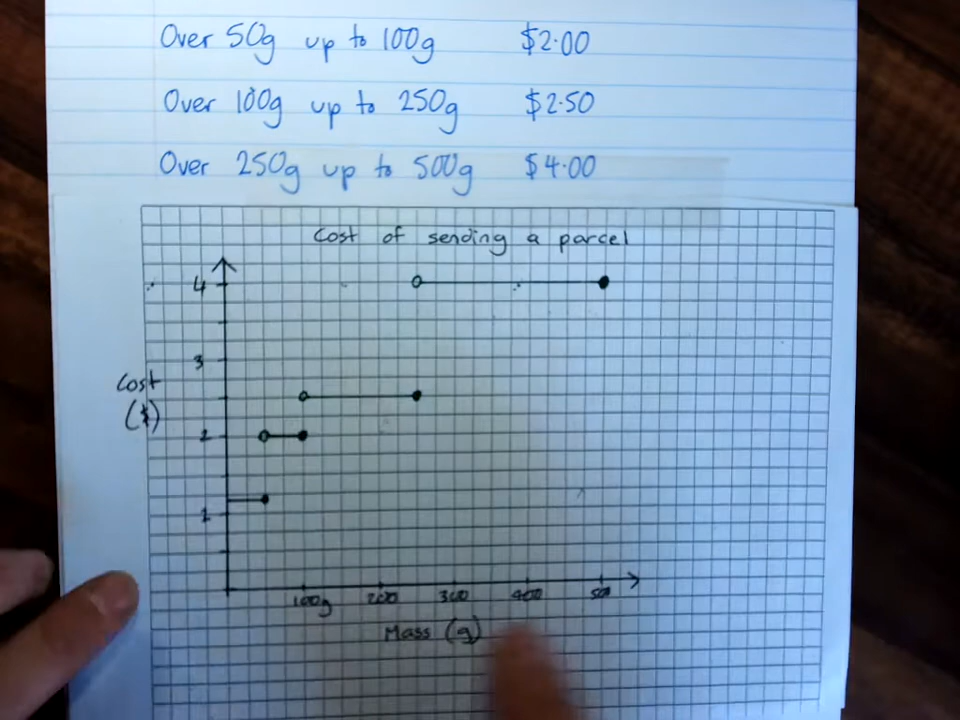 Over 50g up to 100g $2.00
Over 100g up to 250g $2.50
Over 250g up to 500g $4.00
Cost of sending a parcel
4
3
Cost
($)
2
1
100g 200 300 400 500
Mass (g)